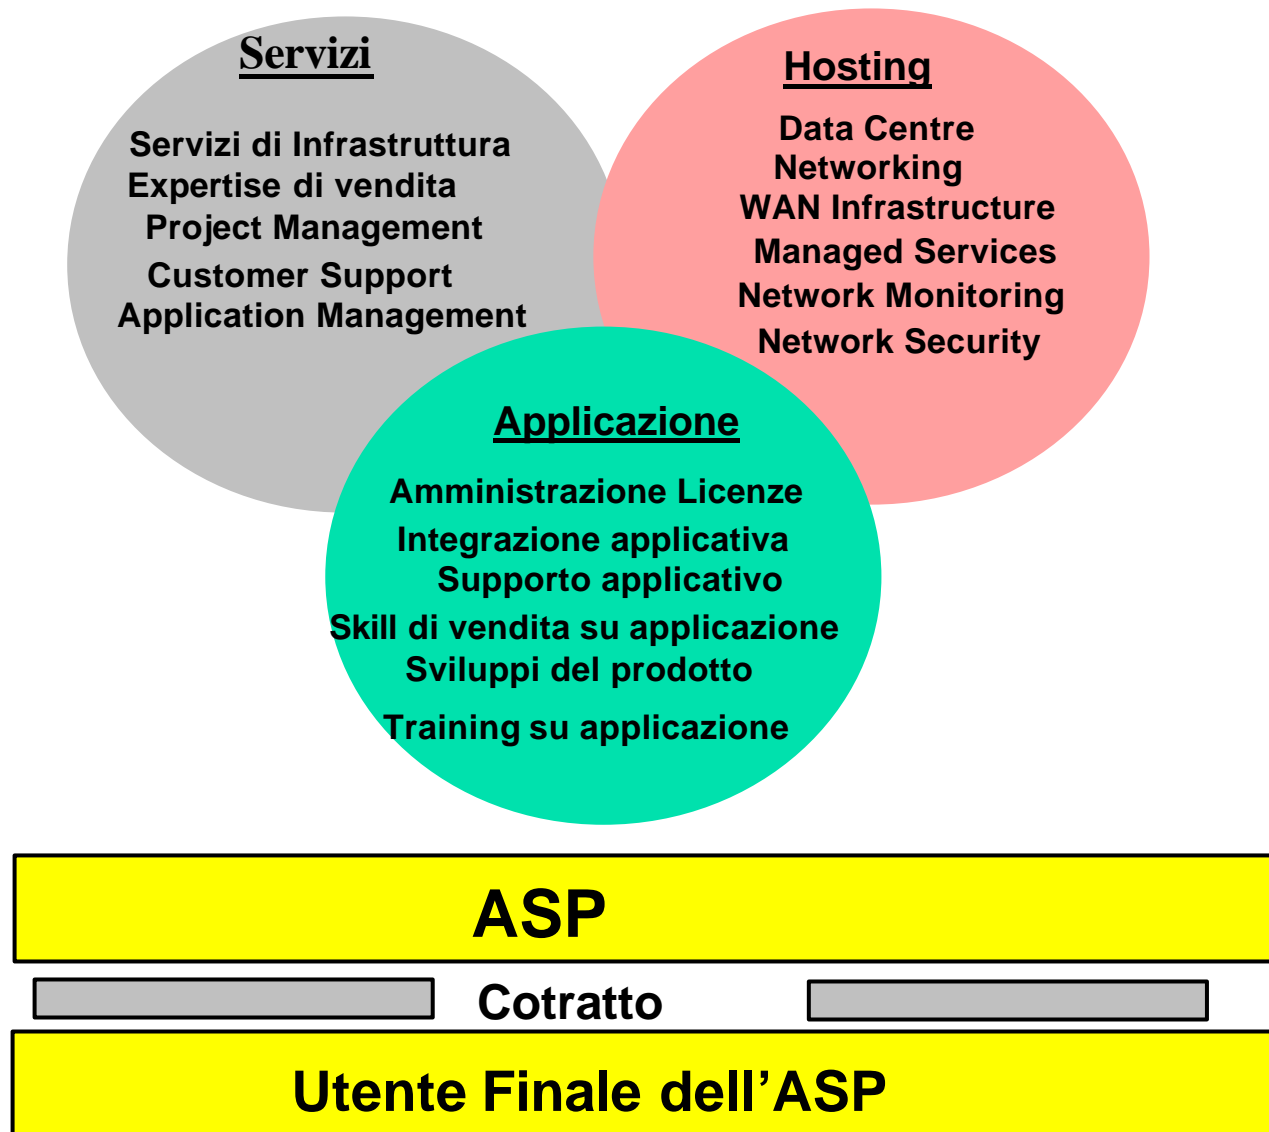 Servizi
Servizi di Infrastruttura
Expertise di vendita
Project Management
Customer Support
Application Management
Hosting
Data Centre
Networking
WAN Infrastructure
Managed Services
Network Monitoring
Network Security
Applicazione
Amministrazione Licenze
Integrazione applicativa
Supporto applicativo
Skill di vendita su applicazione
Sviluppi del prodotto
Training su applicazione
ASP
Cotratto
Utente Finale dell’ASP